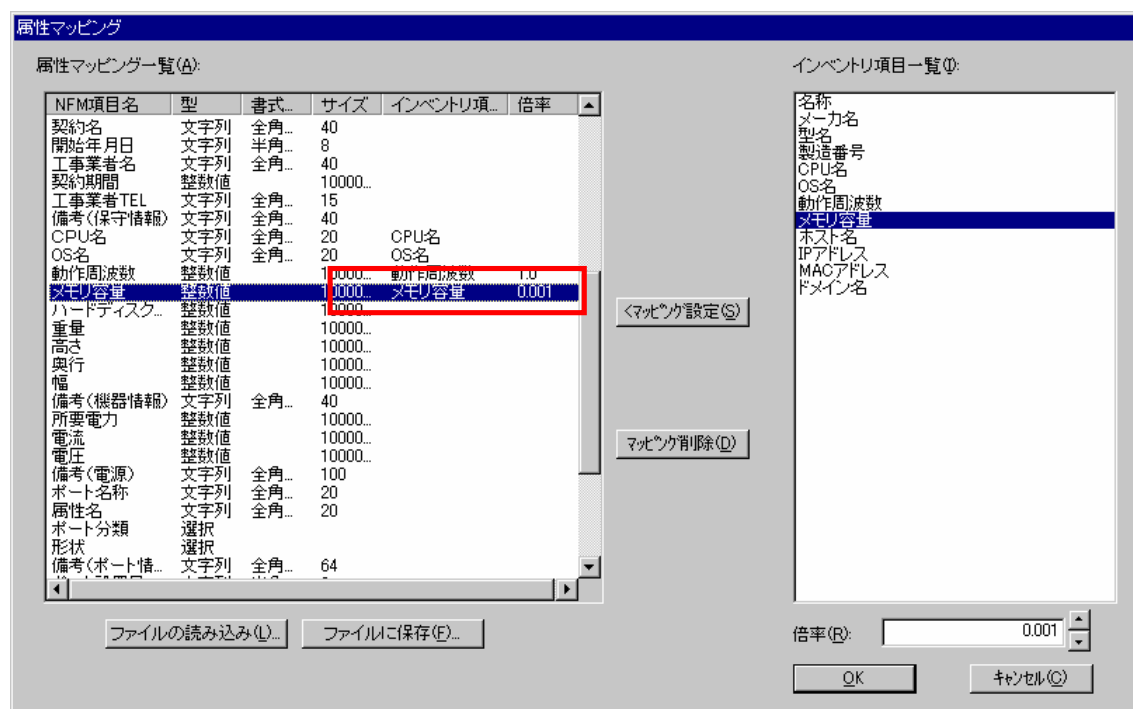 属性マッピング
属性マッピング一覧(A):
NFM項目名 型 書式... サイズ インベントリ項... 倍率
契約名 文字列 全角... 40
開始年月日 文字列 半角... 8
工事業者名 文字列 全角... 40
契約期間 整数値 10000...
工事業者TEL 文字列 全角... 15
備考(保守情報) 文字列 全角... 40
CPU名 文字列 全角... 20 CPU名
OS名 文字列 全角... 20 OS名
動作周波数 整数値 10000... 動作周波数 1.0
メモリ容量 整数値 10000... メモリ容量 0.001
ハードディスク... 整数値 10000...
重量 整数値 10000...
高さ 整数値 10000...
奥行 整数値 10000...
幅 整数値 10000...
備考(機器情報) 文字列 全角... 40
所要電力 整数値 10000...
電流 整数値 10000...
電圧 整数値 10000...
備考(電源) 文字列 全角... 100
ポート名称 文字列 全角... 20
属性名 文字列 全角... 20
ポート分類 選択
形状 選択
備考(ポート情... 文字列 全角... 64
ファイルの読み込み(L)... ファイルに保存(F)...
<マッピング設定(S)
マッピング削除(D)
インベントリ項目一覧(I):
名称
メーカ名
型名
製造番号
CPU名
OS名
動作周波数
メモリ容量
ホスト名
IPアドレス
MACアドレス
ドメイン名
倍率(R): 0.001
OK キャンセル(C)